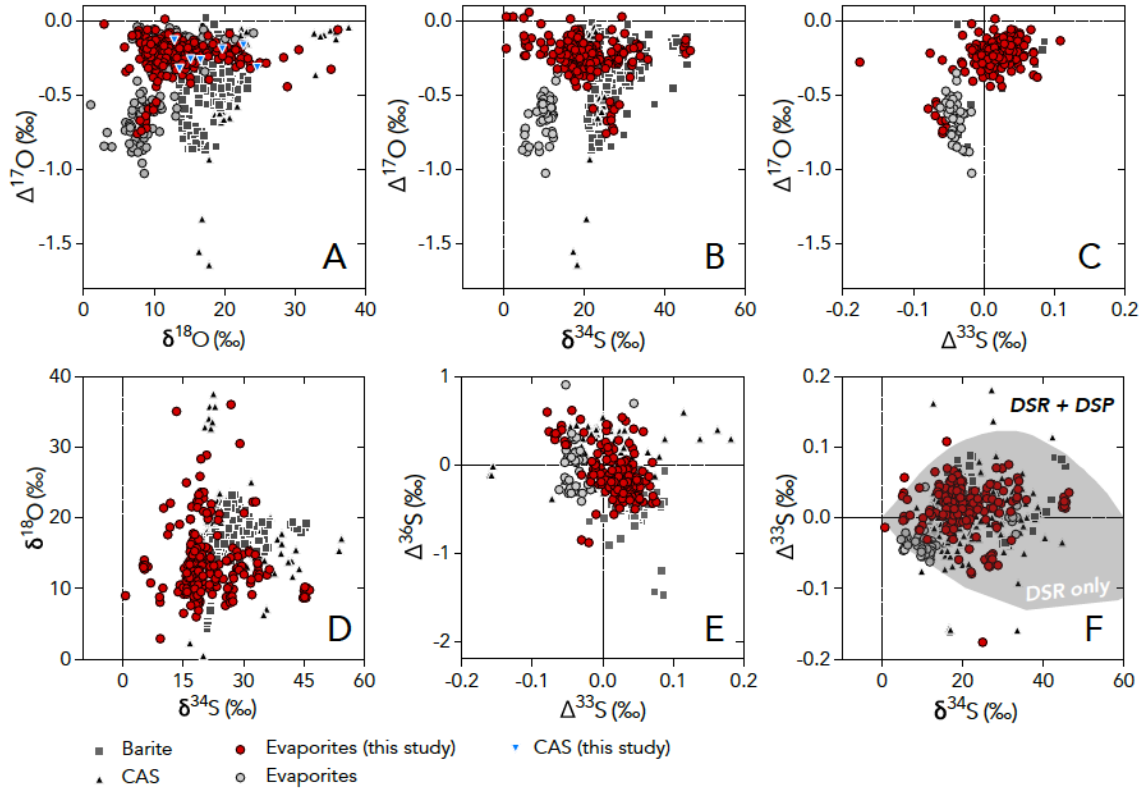 0.0
-0.5
-1.0
-1.5
Δ17O (‰)
A
0 10 20 30 40
δ18O (‰)
0.0
-0.5
-1.0
-1.5
Δ17O (‰)
B
0 20 40 60
δ34S (‰)
0.0
-0.5
-1.0
-1.5
Δ17O (‰)
C
-0.2 -0.1 0.0 0.1 0.2
Δ33S (‰)
40
30
20
10
0
δ18O (‰)
D
0 15 30 45 60
δ34S (‰)
1
0
-1
-2
Δ36S (‰)
E
-0.2 -0.1 0.0 0.1 0.2
Δ33S (‰)
0.2
0.1
0.0
-0.1
-0.2
Δ33S (‰)
DSR + DSP
DSR only
F
0 20 40 60
δ34S (‰)
Barite Evaporites (this study) CAS (this study)
CAS Evaporites